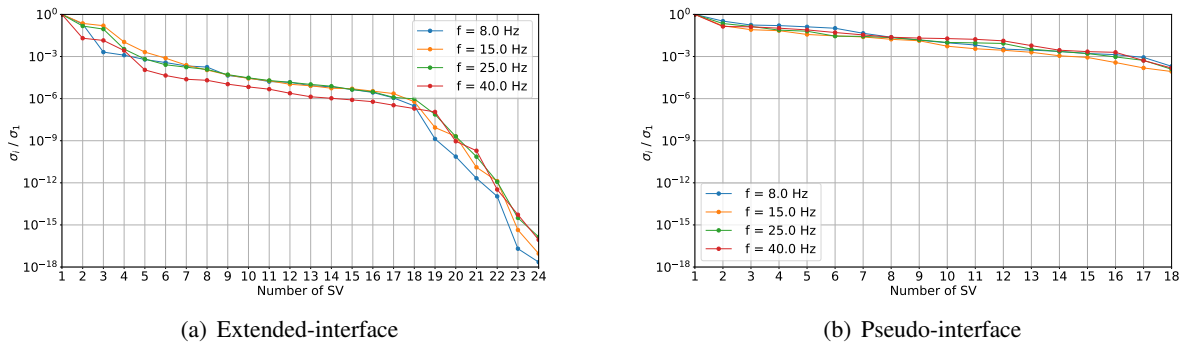 10^0
10^-3
10^-6
10^-9
10^-12
10^-15
10^-18
σ_i / σ_1
f = 8.0 Hz
f = 15.0 Hz
f = 25.0 Hz
f = 40.0 Hz
1 2 3 4 5 6 7 8 9 10 11 12 13 14 15 16 17 18 19 20 21 22 23 24
Number of SV
(a) Extended-interface
10^0
10^-3
10^-6
10^-9
10^-12
10^-15
10^-18
σ_i / σ_1
f = 8.0 Hz
f = 15.0 Hz
f = 25.0 Hz
f = 40.0 Hz
1 2 3 4 5 6 7 8 9 10 11 12 13 14 15 16 17 18
Number of SV
(b) Pseudo-interface